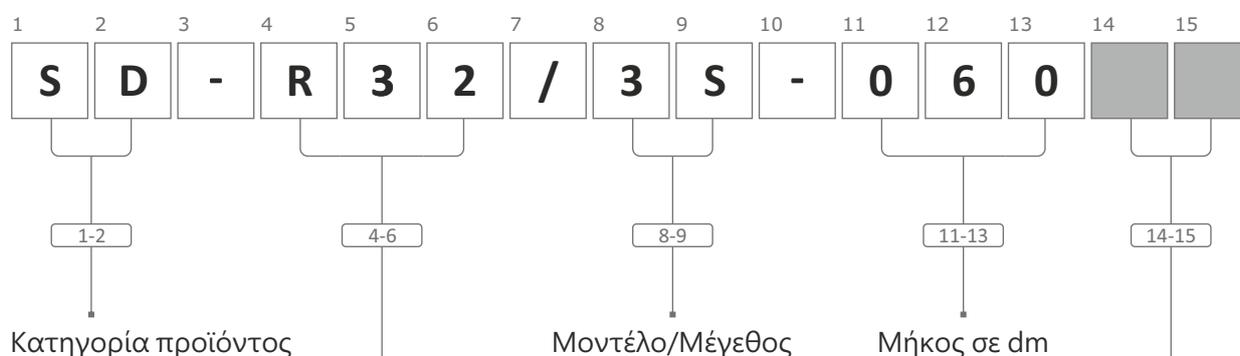 1 2 3 4 5 6 7 8 9 10 11 12 13 14 15
S D - R 3 2 / 3 S - 0 6 0
1-2 4-6 8-9 11-13 14-15
Κατηγορία προϊόντος Μοντέλο/Μέγεθος Μήκος σε dm